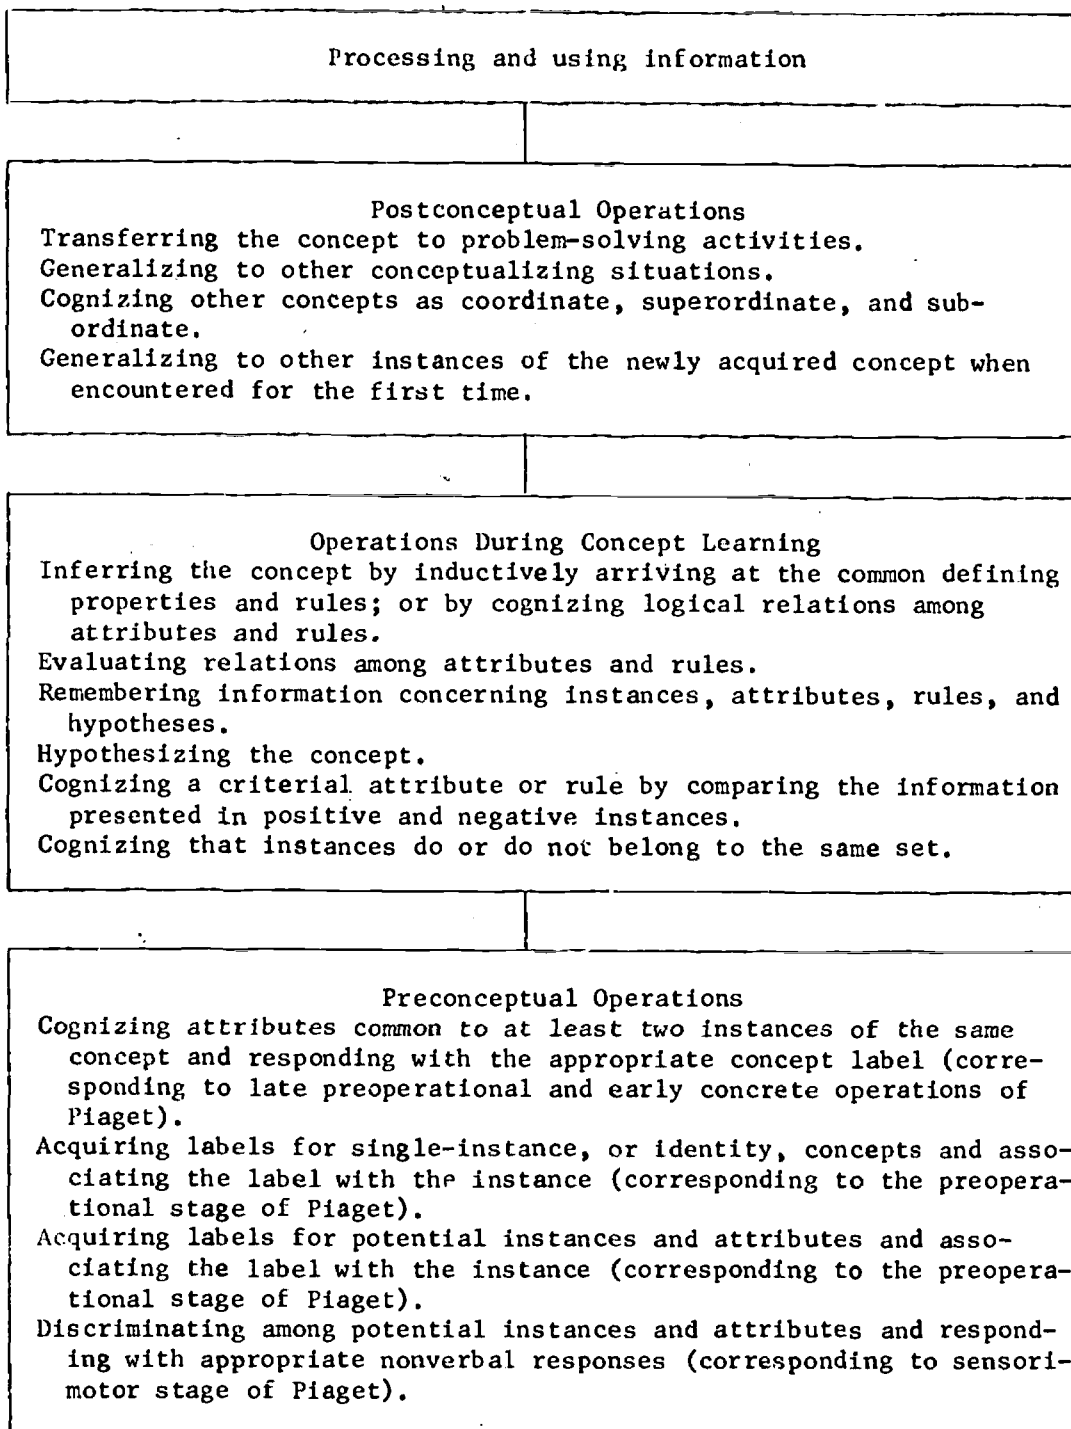 Processing and using information
Postconceptual Operations
Transferring the concept to problem-solving activities.
Generalizing to other conceptualizing situations.
Cognizing other concepts as coordinate, superordinate, and sub-
ordinate.
Generalizing to other instances of the newly acquired concept when
encountered for the first time.
Operations During Concept Learning
Inferring the concept by inductively arriving at the common defining
properties and rules; or by cognizing logical relations among
attributes and rules.
Evaluating relations among attributes and rules.
Remembering information concerning instances, attributes, rules, and
hypotheses.
Hypothesizing the concept.
Cognizing a criterial attribute or rule by comparing the information
presented in positive and negative instances.
Cognizing that instances do or do not belong to the same set.
Preconceptual Operations
Cognizing attributes common to at least two instances of the same
concept and responding with the appropriate concept label (corre-
sponding to late preoperational and early concrete operations of
Piaget).
Acquiring labels for single-instance, or identity, concepts and asso-
ciating the label with the instance (corresponding to the preopera-
tional stage of Piaget).
Acquiring labels for potential instances and attributes and asso-
ciating the label with the instance (corresponding to the preopera-
tional stage of Piaget).
Discriminating among potential instances and attributes and respond-
ing with appropriate nonverbal responses (corresponding to sensori-
motor stage of Piaget).